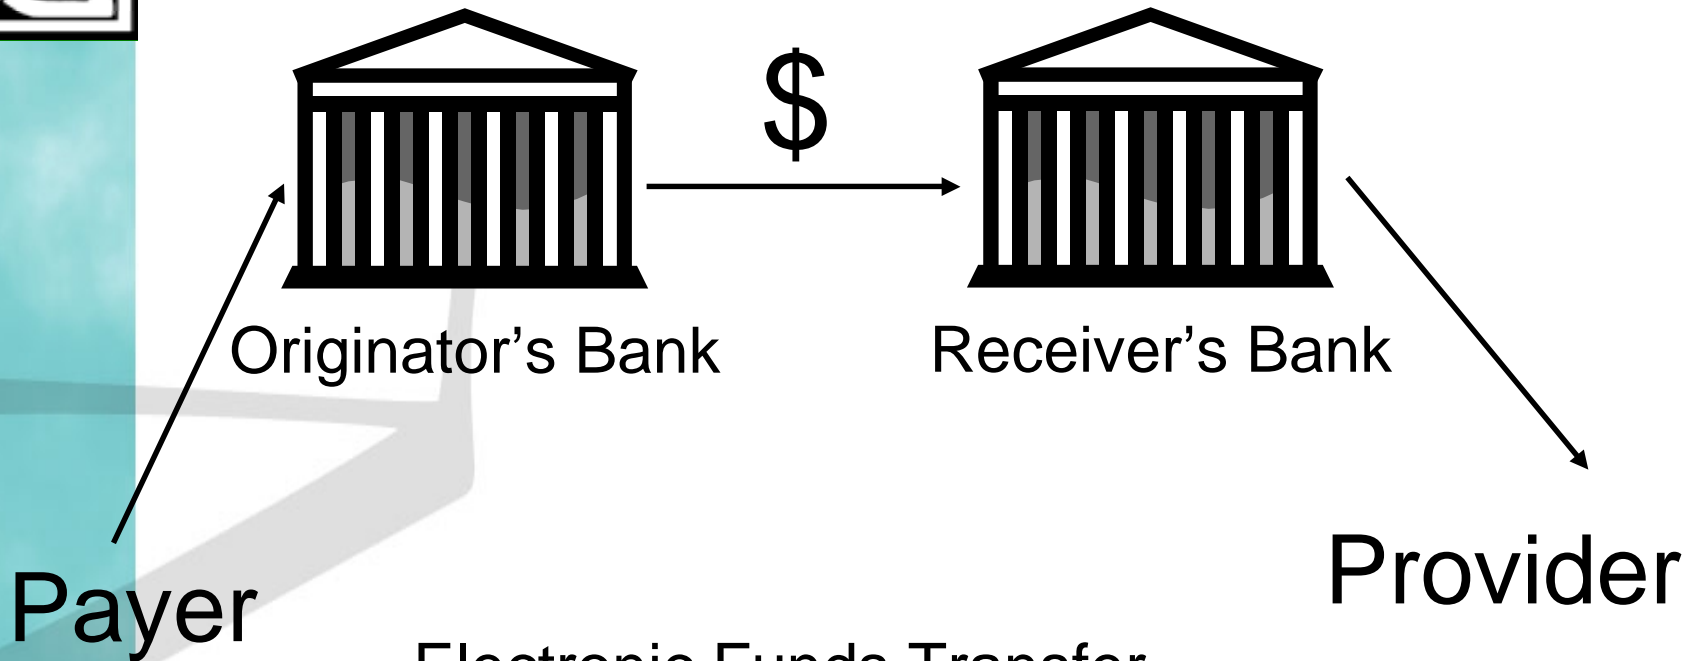 $
Originator’s Bank
Receiver’s Bank
Provider
Payer
Electronic Funds Transfer